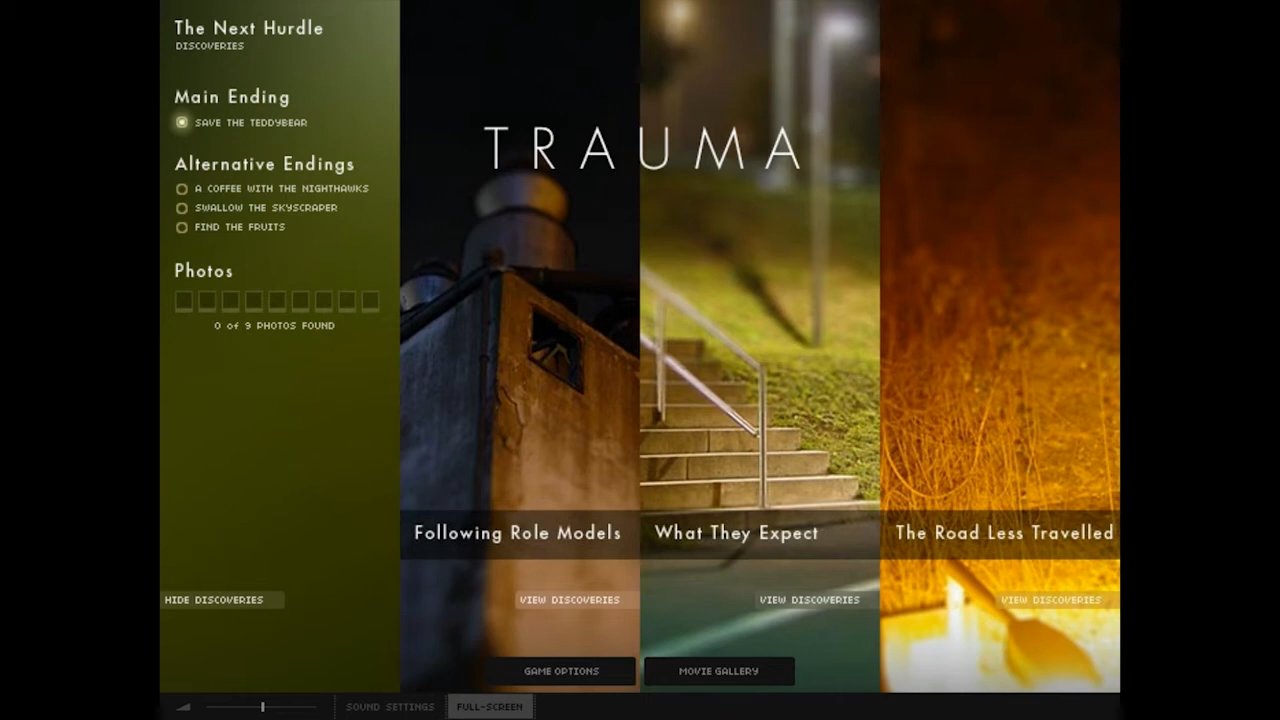 The Next Hurdle
DISCOVERIES
Main Ending
SAVE THE TEDDYBEAR
Alternative Endings
A COFFEE WITH THE NIGHTHAWKS
SWALLOW THE SKYSCRAPER
FIND THE FRUITS
Photos
0 of 9 PHOTOS FOUND
TRAUMA
Following Role Models
What They Expect
The Road Less Travelled
HIDE DISCOVERIES
VIEW DISCOVERIES
VIEW DISCOVERIES
VIEW DISCOVERIES
GAME OPTIONS
MOVIE GALLERY
SOUND SETTINGS
FULL-SCREEN